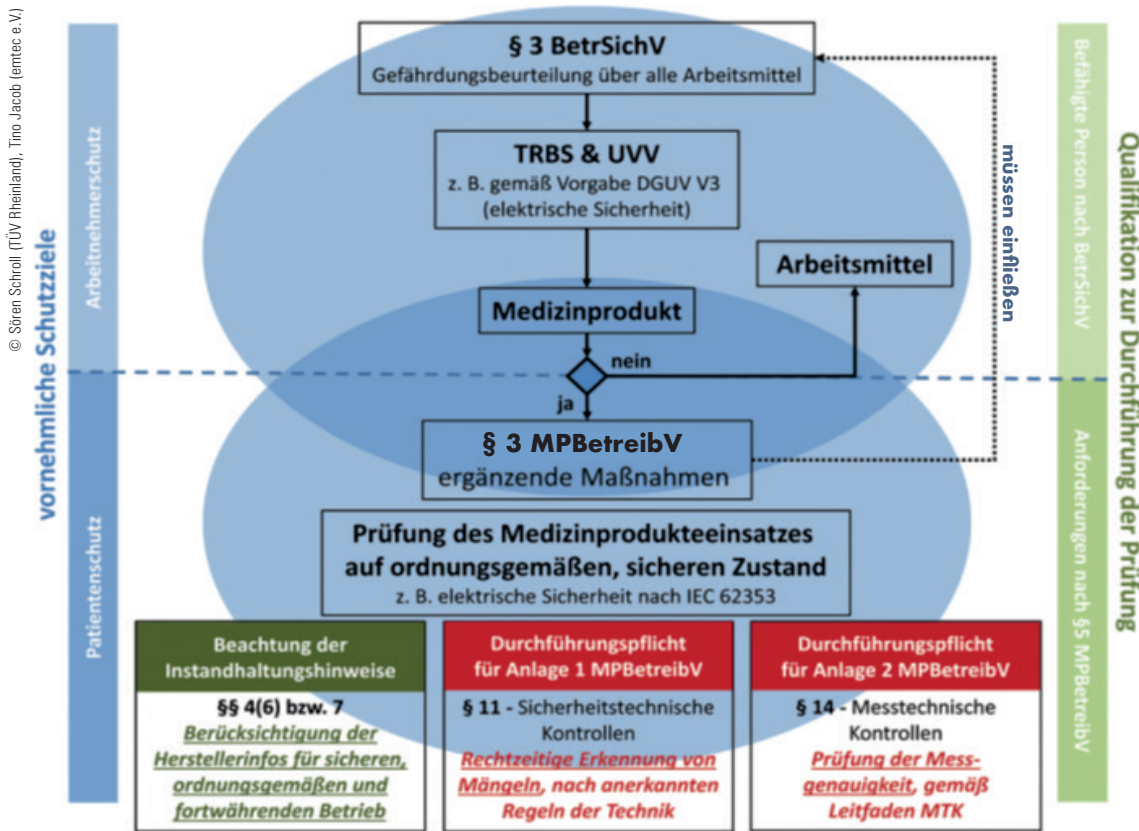 © Sören Schroll (TÜV Rheinland), Tino Jacob (emtec e.V.)
vornehmliche Schutzziele
Arbeitnehmerschutz
Patientenschutz
§ 3 BetrSichV
Gefährdungsbeurteilung über alle Arbeitsmittel
TRBS & UVV
z. B. gemäß Vorgabe DGUV V3
(elektrische Sicherheit)
Arbeitsmittel
Medizinprodukt
nein
ja
müssen einfließen
§ 3 MPBetreibV
ergänzende Maßnahmen
Prüfung des Medizinprodukteeinsatzes
auf ordnungsgemäßen, sicheren Zustand
z. B. elektrische Sicherheit nach IEC 62353
Beachtung der
Instandhaltungshinweise
§§ 4(6) bzw. 7
Berücksichtigung der
Herstellerinfos für sicheren,
ordnungsgemäßen und
fortwährenden Betrieb
Durchführungspflicht
für Anlage 1 MPBetreibV
§ 11 - Sicherheitstechnische
Kontrollen
Rechtzeitige Erkennung von
Mängeln, nach anerkannten
Regeln der Technik
Durchführungspflicht
für Anlage 2 MPBetreibV
§ 14 - Messtechnische
Kontrollen
Prüfung der Mess-
genauigkeit, gemäß
Leitfaden MTK
Befähigte Person nach BetrSichV
Anforderungen nach §5 MPBetreibV
Qualifikation zur Durchführung der Prüfung